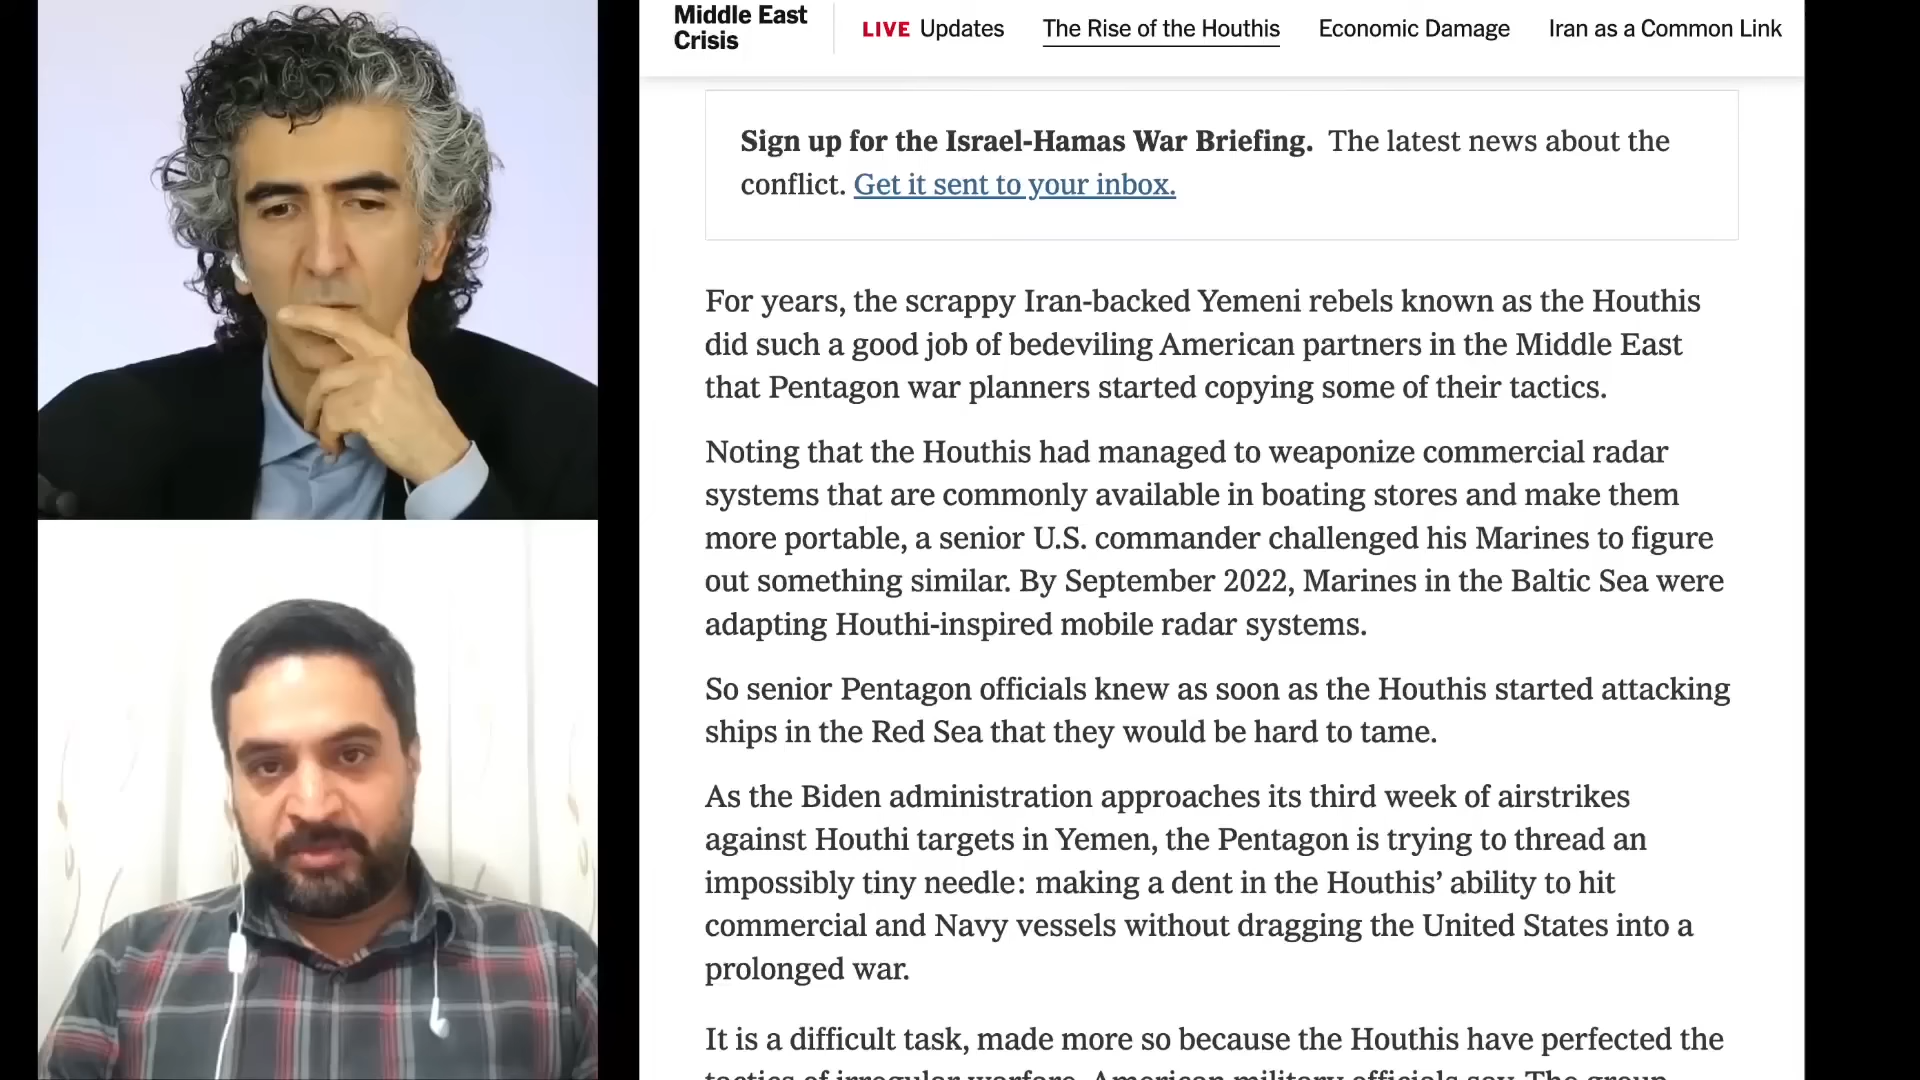 Middle East
Crisis
LIVE Updates
The Rise of the Houthis
Economic Damage
Iran as a Common Link
Sign up for the Israel-Hamas War Briefing. The latest news about the
conflict. Get it sent to your inbox.
For years, the scrappy Iran-backed Yemeni rebels known as the Houthis
did such a good job of bedeviling American partners in the Middle East
that Pentagon war planners started copying some of their tactics.
Noting that the Houthis had managed to weaponize commercial radar
systems that are commonly available in boating stores and make them
more portable, a senior U.S. commander challenged his Marines to figure
out something similar. By September 2022, Marines in the Baltic Sea were
adapting Houthi-inspired mobile radar systems.
So senior Pentagon officials knew as soon as the Houthis started attacking
ships in the Red Sea that they would be hard to tame.
As the Biden administration approaches its third week of airstrikes
against Houthi targets in Yemen, the Pentagon is trying to thread an
impossibly tiny needle: making a dent in the Houthis’ ability to hit
commercial and Navy vessels without dragging the United States into a
prolonged war.
It is a difficult task, made more so because the Houthis have perfected the
tactics of irregular warfare, American military officials say. The group